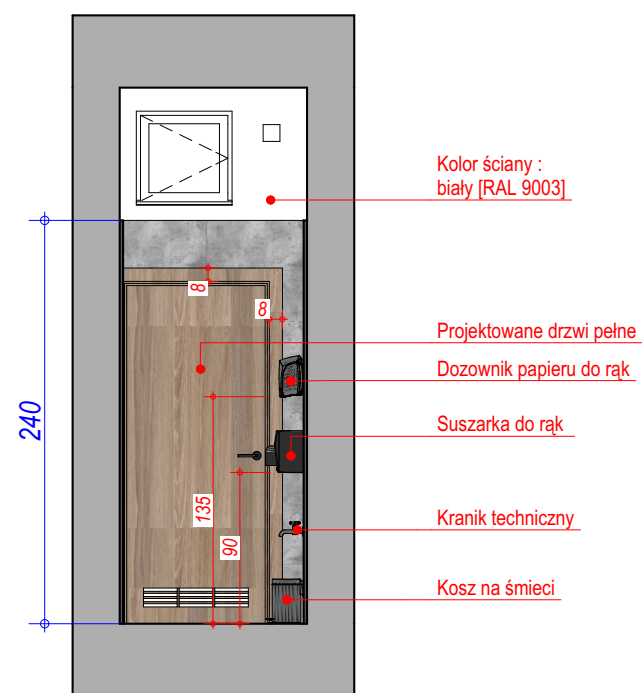 Kolor ściany :
biały [RAL 9003]
8
8
Projektowane drzwi pełne
Dozownik papieru do rąk
240
Suszarka do rąk
135
90
Kranik techniczny
Kosz na śmieci